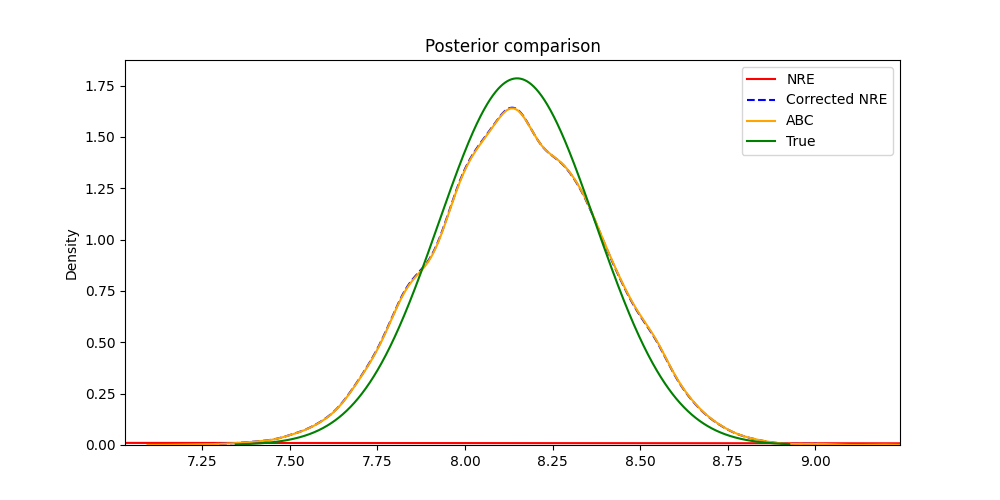 Posterior comparison
NRE
Corrected NRE
ABC
True
Density
1.75
1.50
1.25
1.00
0.75
0.50
0.25
0.00
7.25 7.50 7.75 8.00 8.25 8.50 8.75 9.00